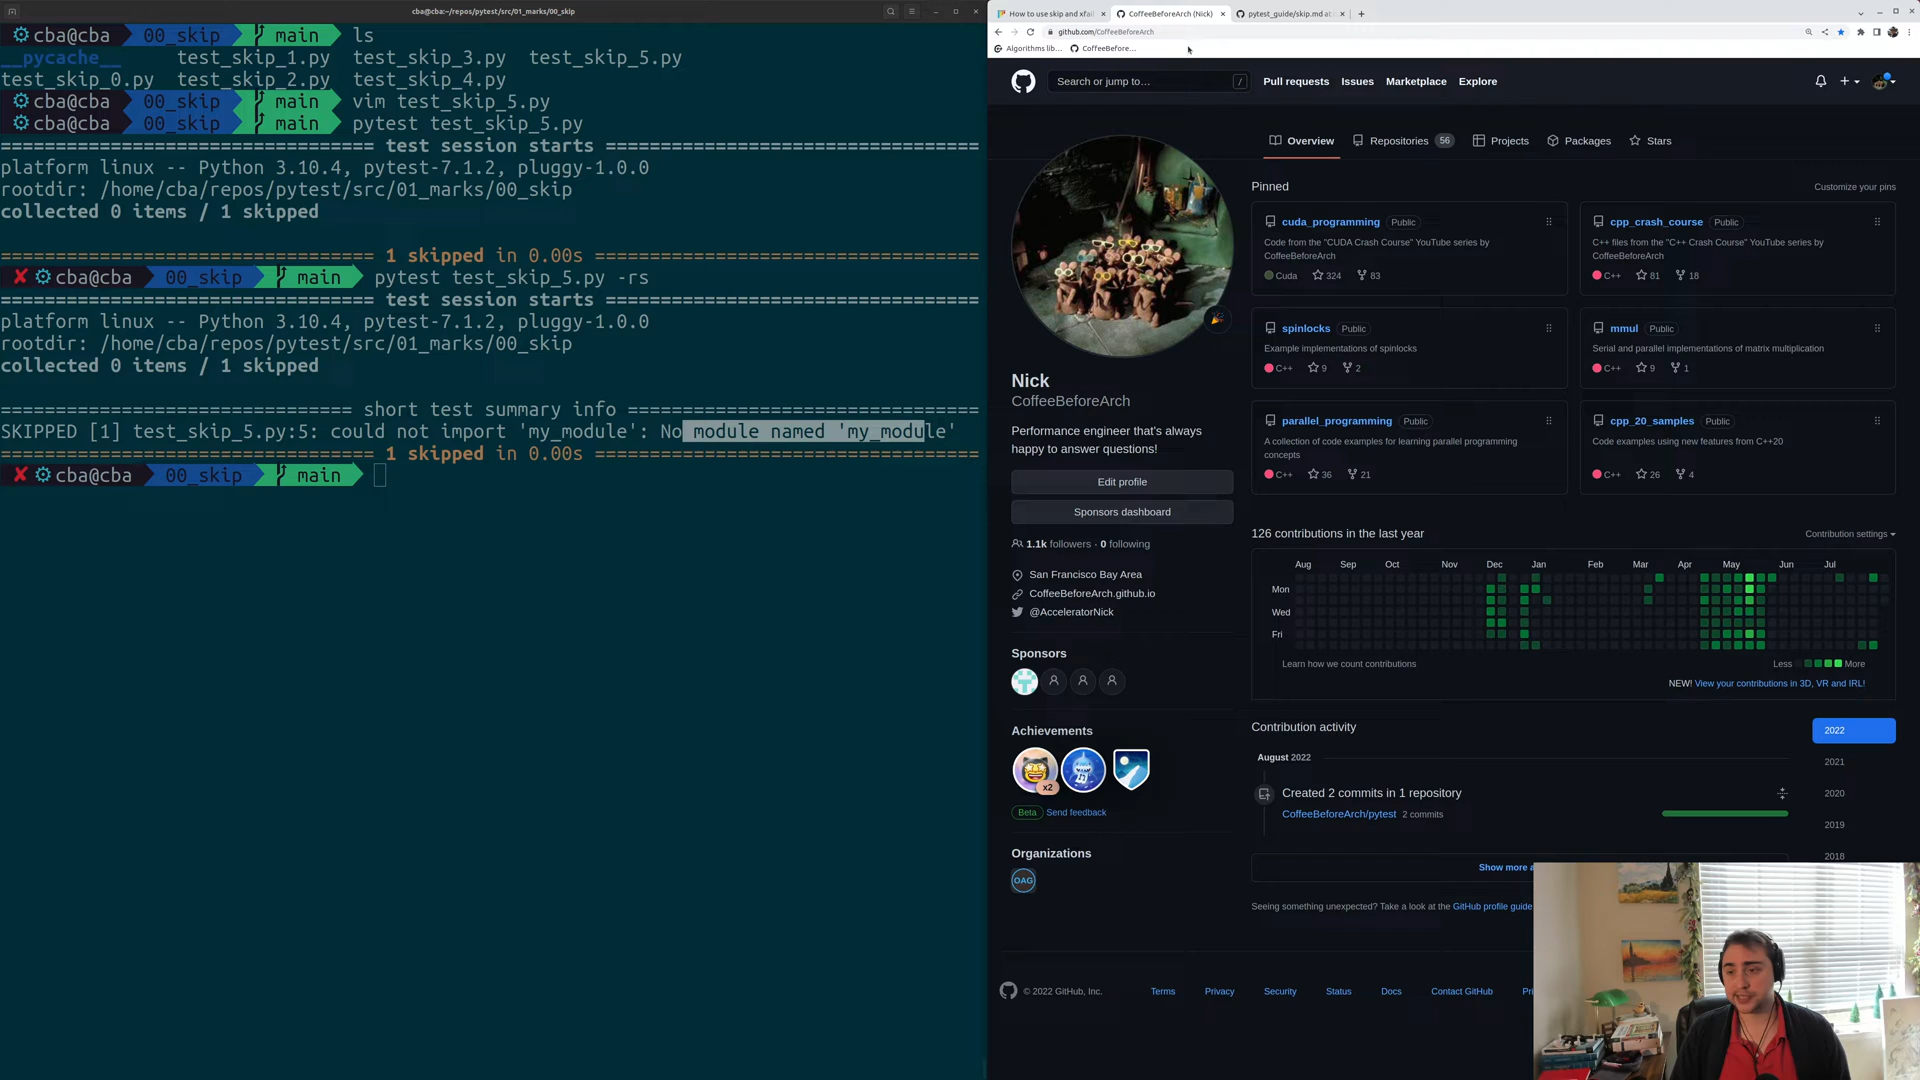 cba@cba:~/repos/pytest/src/01_marks/00_skip
cba@cba 00_skip main ls
__pycache__ test_skip_1.py test_skip_3.py test_skip_5.py
test_skip_0.py test_skip_2.py test_skip_4.py
cba@cba 00_skip main vim test_skip_5.py
cba@cba 00_skip main pytest test_skip_5.py
================================== test session starts ==================================
platform linux -- Python 3.10.4, pytest-7.1.2, pluggy-1.0.0
rootdir: /home/cba/repos/pytest/src/01_marks/00_skip
collected 0 items / 1 skipped
================================== 1 skipped in 0.00s ===================================
✘ cba@cba 00_skip main pytest test_skip_5.py -rs
================================== test session starts ==================================
platform linux -- Python 3.10.4, pytest-7.1.2, pluggy-1.0.0
rootdir: /home/cba/repos/pytest/src/01_marks/00_skip
collected 0 items / 1 skipped
================================ short test summary info ================================
SKIPPED [1] test_skip_5.py:5: could not import 'my_module': No module named 'my_module'
================================== 1 skipped in 0.00s ===================================
✘ cba@cba 00_skip main
How to use skip and xfail
CoffeeBeforeArch (Nick)
pytest_guide/skip.md at
github.com/CoffeeBeforeArch
Algorithms lib... CoffeeBefore...
Search or jump to… /
Pull requests Issues Marketplace Explore
Overview Repositories 56 Projects Packages Stars
Nick
CoffeeBeforeArch
Performance engineer that's always
happy to answer questions!
Edit profile
Sponsors dashboard
1.1k followers · 0 following
San Francisco Bay Area
CoffeeBeforeArch.github.io
@AcceleratorNick
Sponsors
Achievements
x2
Beta Send feedback
Organizations
OAG
Pinned
Customize your pins
cuda_programming Public
Code from the "CUDA Crash Course" YouTube series by
CoffeeBeforeArch
Cuda 324 83
cpp_crash_course Public
C++ files from the "C++ Crash Course" YouTube series by
CoffeeBeforeArch
C++ 81 18
spinlocks Public
Example implementations of spinlocks
C++ 9 2
mmul Public
Serial and parallel implementations of matrix multiplication
C++ 9 1
parallel_programming Public
A collection of code examples for learning parallel programming
concepts
C++ 36 21
cpp_20_samples Public
Code examples using new features from C++20
C++ 26 4
126 contributions in the last year
Contribution settings
Aug Sep Oct Nov Dec Jan Feb Mar Apr May Jun Jul
Mon
Wed
Fri
Learn how we count contributions
Less More
NEW! View your contributions in 3D, VR and IRL!
Contribution activity
2022
2021
2020
2019
2018
August 2022
Created 2 commits in 1 repository
CoffeeBeforeArch/pytest 2 commits
Show more a
Seeing something unexpected? Take a look at the GitHub profile guide
© 2022 GitHub, Inc.
Terms Privacy Security Status Docs Contact GitHub Pri